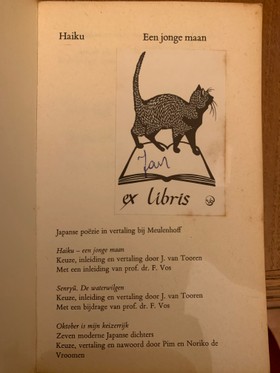 Haiku Een jonge maan
Jan
ex libris
Japanse poëzie in vertaling bij Meulenhoff
Haiku – een jonge maan
Keuze, inleiding en vertaling door J. van Tooren
Met een inleiding van prof. dr. F. Vos
Senryū. De waterwilgen
Keuze, inleiding en vertaling door J. van Tooren
Met een bijdrage van prof. dr. F. Vos
Oktober is mijn keizerrijk
Zeven moderne Japanse dichters
Keuze, vertaling en nawoord door Pim en Noriko de
Vroomen